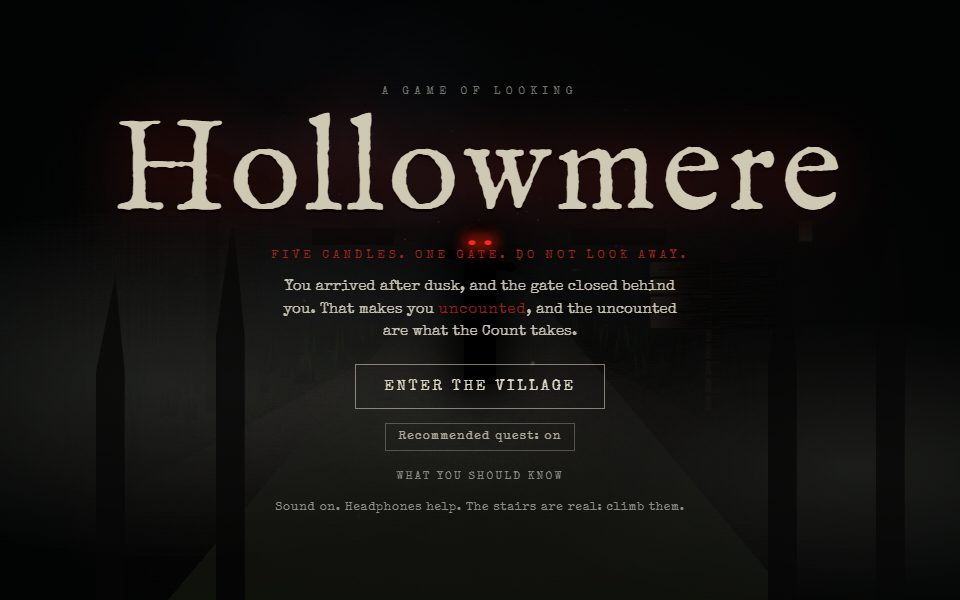 A GAME OF LOOKING
Hollowmere
FIVE CANDLES. ONE GATE. DO NOT LOOK AWAY.
You arrived after dusk, and the gate closed behind
you. That makes you uncounted, and the uncounted
are what the Count takes.
ENTER THE VILLAGE
Recommended quest: on
WHAT YOU SHOULD KNOW
Sound on. Headphones help. The stairs are real: climb them.